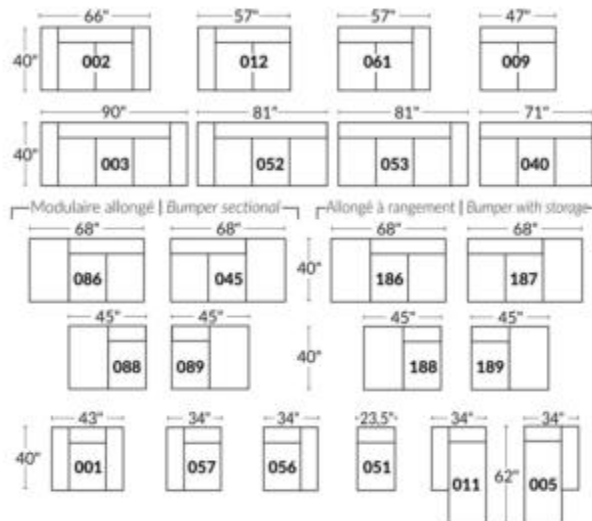 66" 57" 57" 47"
40" 002 012 061 009
90" 81" 81" 71"
40" 003 052 053 040
Modulaire allongé | Bumper sectional Allongé à rangement | Bumper with storage
68" 68" 68" 68"
086 045 40" 186 187
45" 45" 45" 45"
088 089 40" 188 189
43" 34" 34" 23,5" 34" 34"
40" 001 057 056 051 011 62" 005